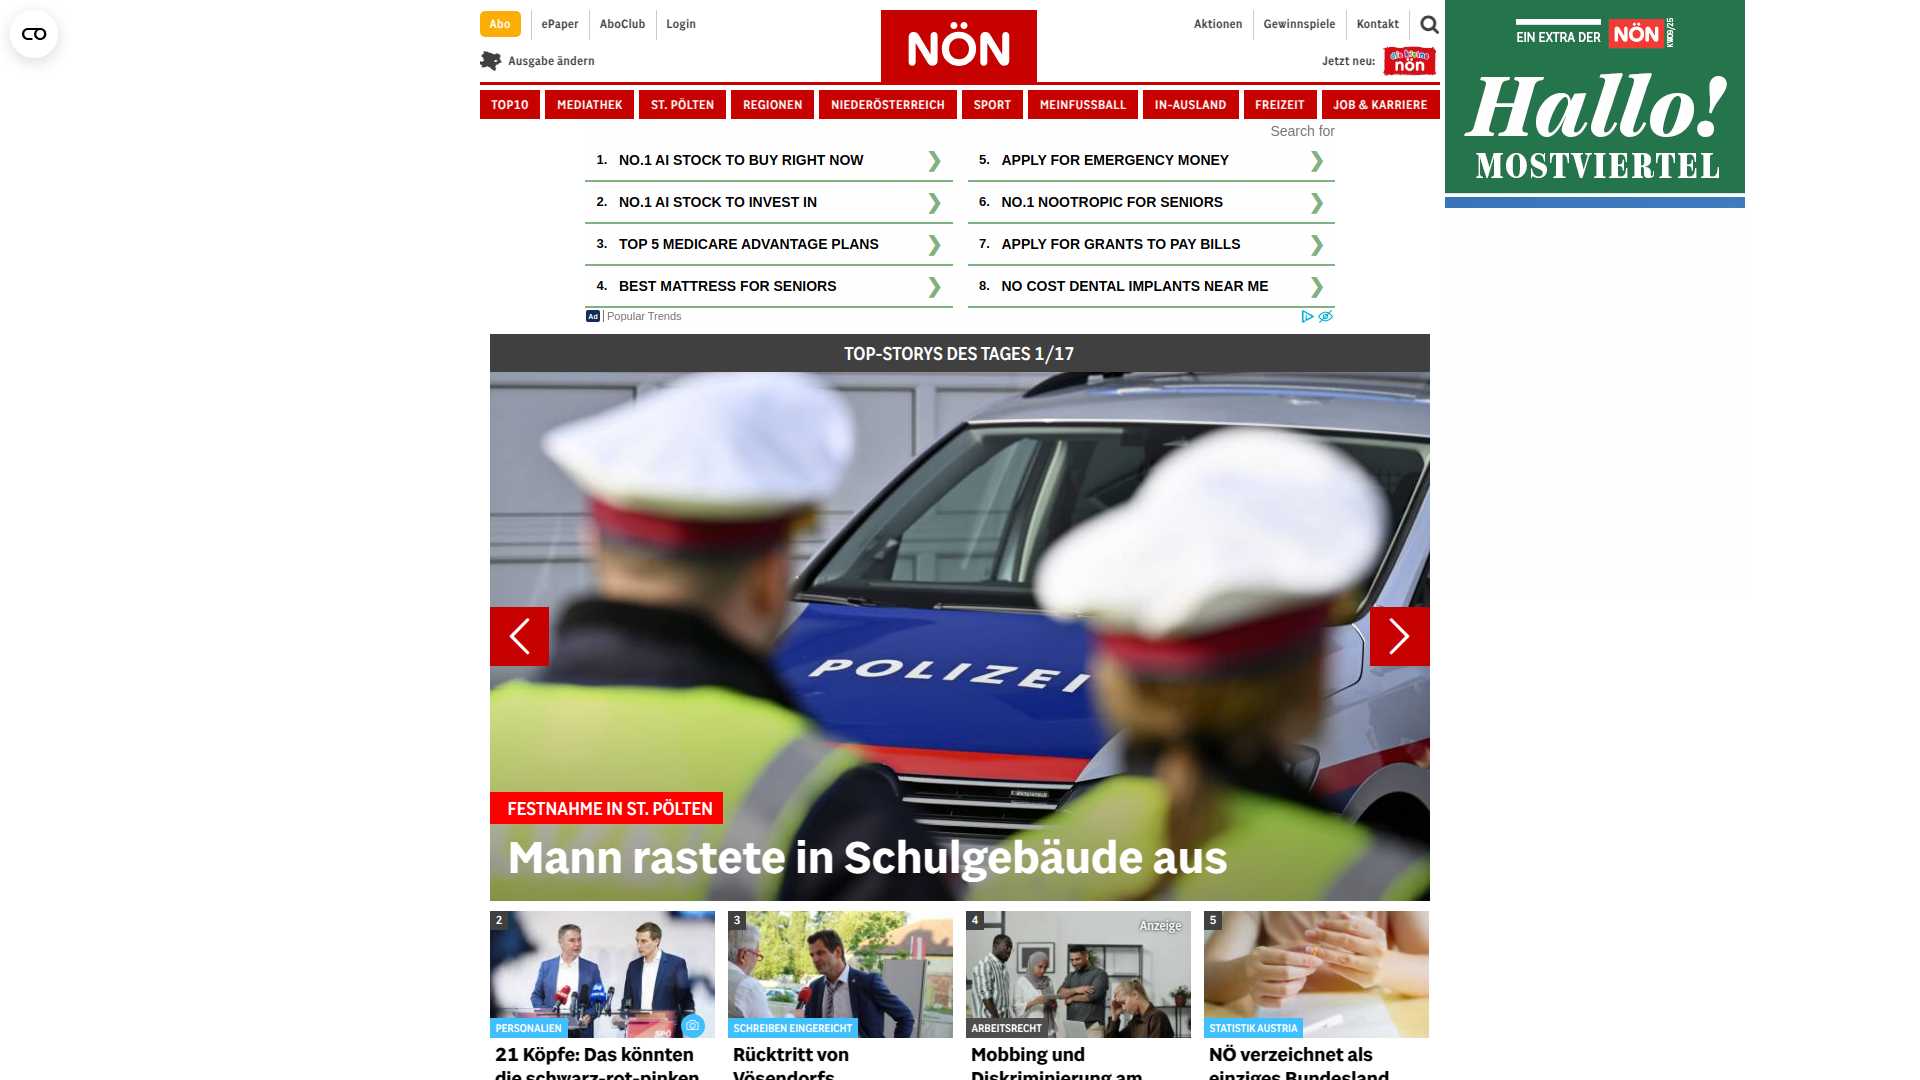 Abo
ePaper
AboClub
Login
NÖN
Aktionen
Gewinnspiele
Kontakt
Ausgabe ändern
Jetzt neu:
die kleine
nön
EIN EXTRA DER NÖN KW09/25
Hallo!
MOSTVIERTEL
TOP10
MEDIATHEK
ST. PÖLTEN
REGIONEN
NIEDERÖSTERREICH
SPORT
MEINFUSSBALL
IN-AUSLAND
FREIZEIT
JOB & KARRIERE
Search for
1. NO.1 AI STOCK TO BUY RIGHT NOW
2. NO.1 AI STOCK TO INVEST IN
3. TOP 5 MEDICARE ADVANTAGE PLANS
4. BEST MATTRESS FOR SENIORS
5. APPLY FOR EMERGENCY MONEY
6. NO.1 NOOTROPIC FOR SENIORS
7. APPLY FOR GRANTS TO PAY BILLS
8. NO COST DENTAL IMPLANTS NEAR ME
Ad | Popular Trends
TOP-STORYS DES TAGES 1/17
POLIZEI
FESTNAHME IN ST. PÖLTEN
Mann rastete in Schulgebäude aus
2
SPÖ
PERSONALIEN
21 Köpfe: Das könnten
die schwarz-rot-pinken
3
SCHREIBEN EINGEREICHT
Rücktritt von
Vösendorfs
4
Anzeige
ARBEITSRECHT
Mobbing und
Diskriminierung am
5
STATISTIK AUSTRIA
NÖ verzeichnet als
einziges Bundesland